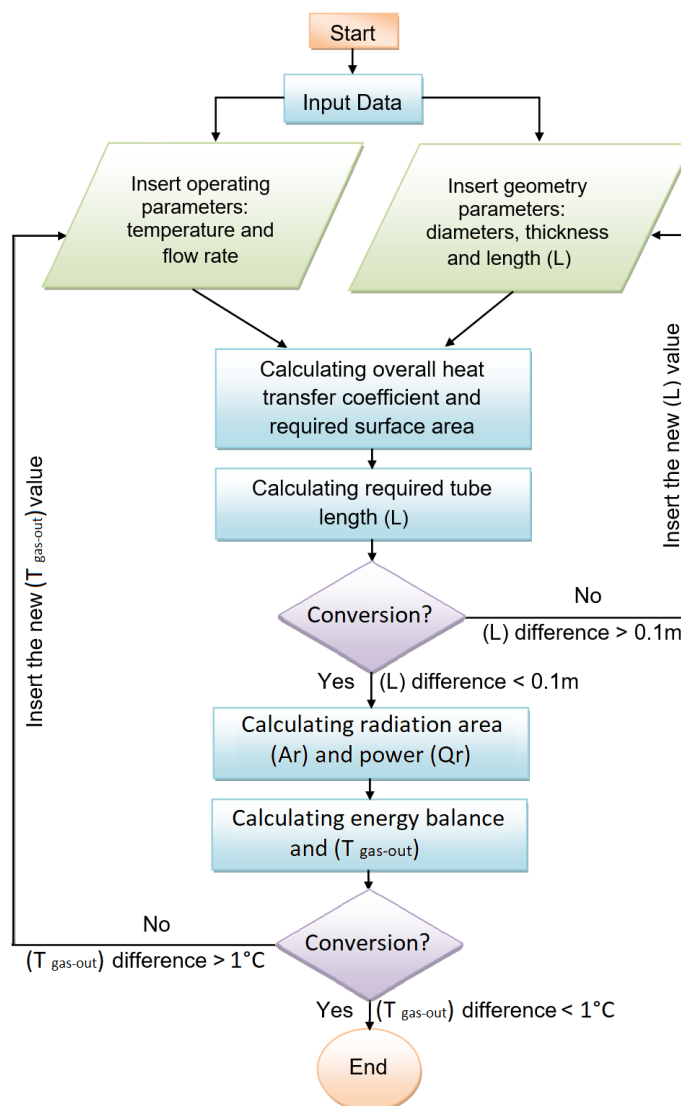 Start
Input Data
Insert operating
parameters:
temperature and
flow rate
Insert geometry
parameters:
diameters, thickness
and length (L)
Calculating overall heat
transfer coefficient and
required surface area
Insert the new (L) value
Calculating required tube
length (L)
Insert the new (T gas-out) value
Conversion?
No
(L) difference > 0.1m
Yes (L) difference < 0.1m
Calculating radiation area
(Ar) and power (Qr)
Calculating energy balance
and (T gas-out)
No
(T gas-out) difference > 1°C
Conversion?
Yes (T gas-out) difference < 1°C
End